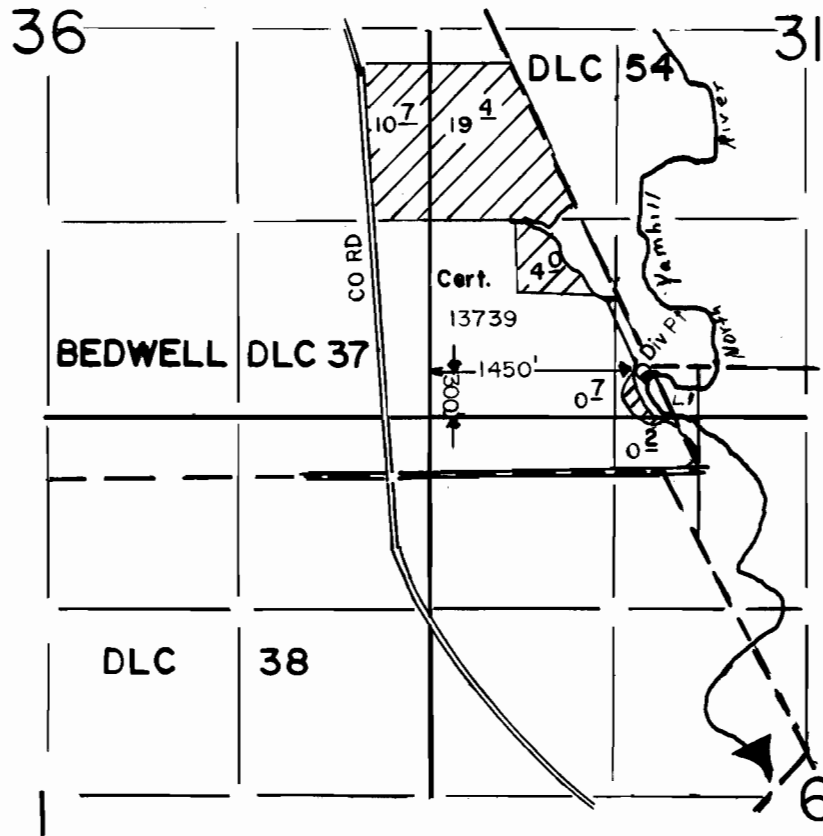 36
31
DLC 54
10 7
19 4
River
Yamhill
North
CO RD
4 0
Cert.
13739
Div Pt
BEDWELL DLC 37
1450'
300'
0 7
0 2
DLC 38
1
6